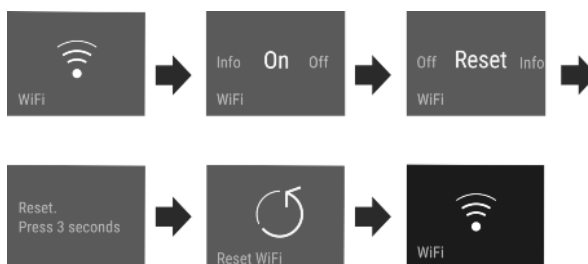 WiFi
Info On Off
WiFi
Off Reset Info
WiFi
Reset.
Press 3 seconds
Reset WiFi
WiFi